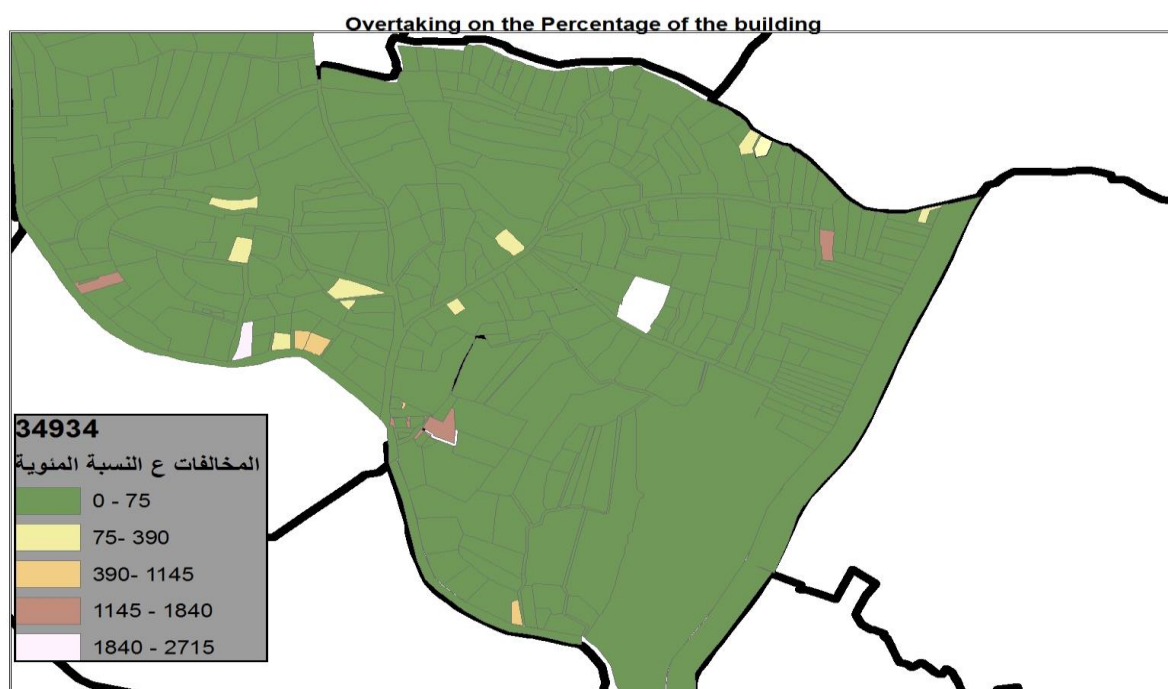 Overtaking on the Percentage of the building
34934
المخالفات ع النسبة المئوية
0 - 75
75- 390
390- 1145
1145 - 1840
1840 - 2715